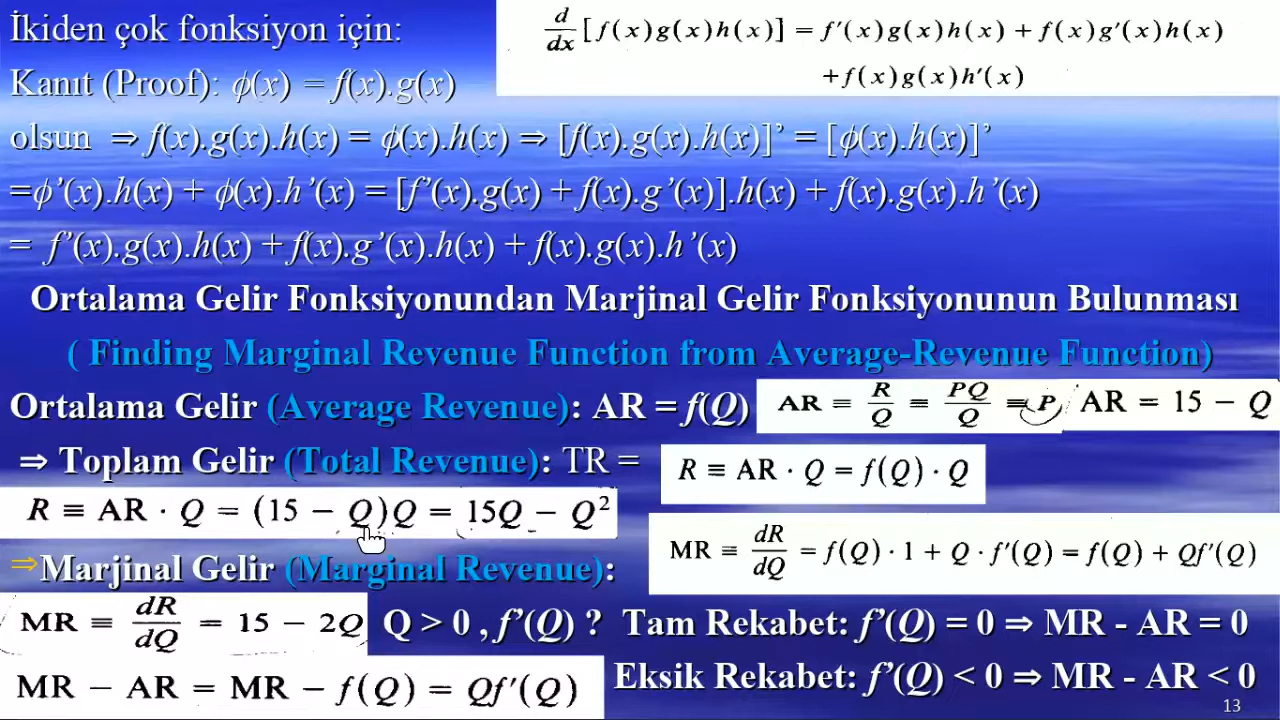 İkiden çok fonksiyon için:
d/dx [f(x)g(x)h(x)] = f′(x)g(x)h(x) + f(x)g′(x)h(x)
+f(x)g(x)h′(x)
Kanıt (Proof): ϕ(x) = f(x).g(x)
olsun ⇒ f(x).g(x).h(x) = ϕ(x).h(x) ⇒ [f(x).g(x).h(x)]’ = [ϕ(x).h(x)]’
=ϕ’(x).h(x) + ϕ(x).h’(x) = [f’(x).g(x) + f(x).g’(x)].h(x) + f(x).g(x).h’(x)
= f’(x).g(x).h(x) + f(x).g’(x).h(x) + f(x).g(x).h’(x)
Ortalama Gelir Fonksiyonundan Marjinal Gelir Fonksiyonunun Bulunması
( Finding Marginal Revenue Function from Average-Revenue Function)
Ortalama Gelir (Average Revenue): AR = f(Q) AR ≡ R/Q ≡ PQ/Q ≡ P AR = 15 − Q
⇒ Toplam Gelir (Total Revenue): TR = R ≡ AR · Q = f(Q) · Q
R ≡ AR · Q = (15 − Q)Q = 15Q − Q²
⇒Marjinal Gelir (Marginal Revenue): MR ≡ dR/dQ = f(Q) · 1 + Q · f′(Q) = f(Q) + Qf′(Q)
MR ≡ dR/dQ = 15 − 2Q Q > 0 , f’(Q) ? Tam Rekabet: f’(Q) = 0 ⇒ MR - AR = 0
MR − AR = MR − f(Q) = Qf′(Q) Eksik Rekabet: f’(Q) < 0 ⇒ MR - AR < 0
13